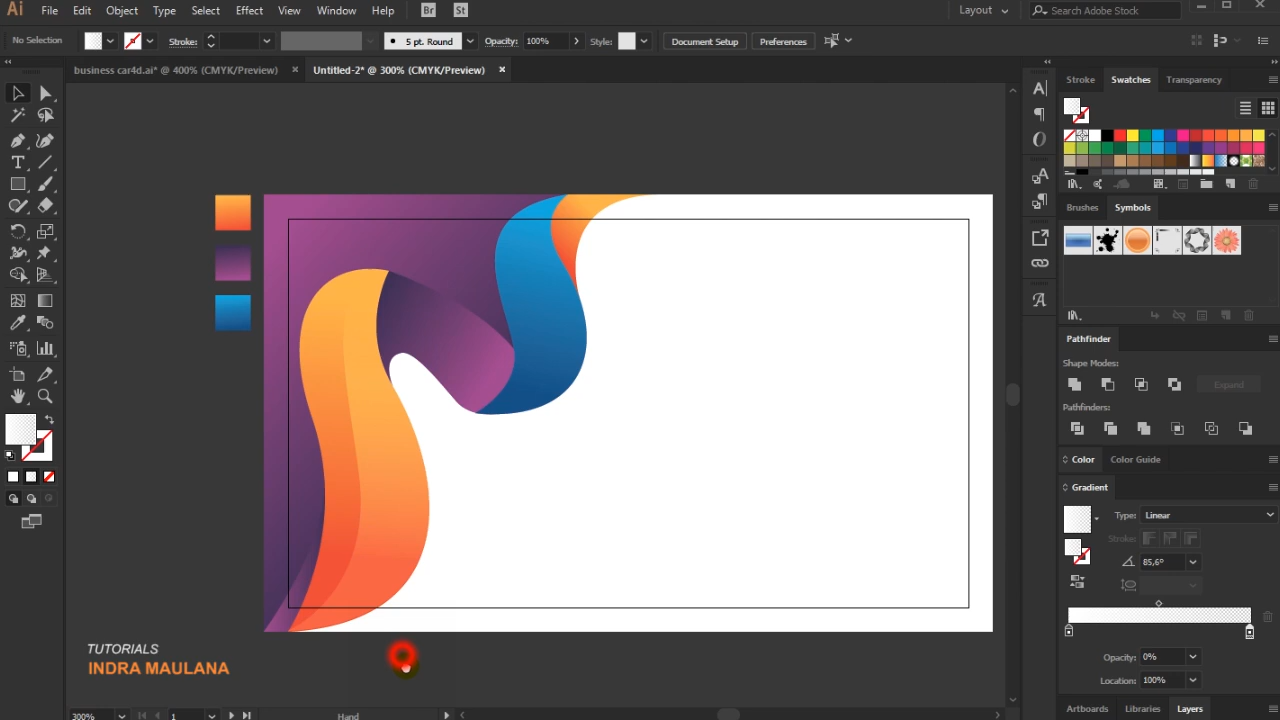 Ai File Edit Object Type Select Effect View Window Help Br St Layout Search Adobe Stock
No Selection Stroke: 5 pt. Round Opacity: 100% Style: Document Setup Preferences
business car4d.ai* @ 400% (CMYK/Preview) Untitled-2* @ 300% (CMYK/Preview)
Stroke Swatches Transparency
Brushes Symbols
Pathfinder
Shape Modes:
Expand
Pathfinders:
Color Color Guide
Gradient
Type: Linear
Stroke:
85,6°
TUTORIALS
INDRA MAULANA
Opacity: 0%
Location: 100%
300% 1 Hand
Artboards Libraries Layers